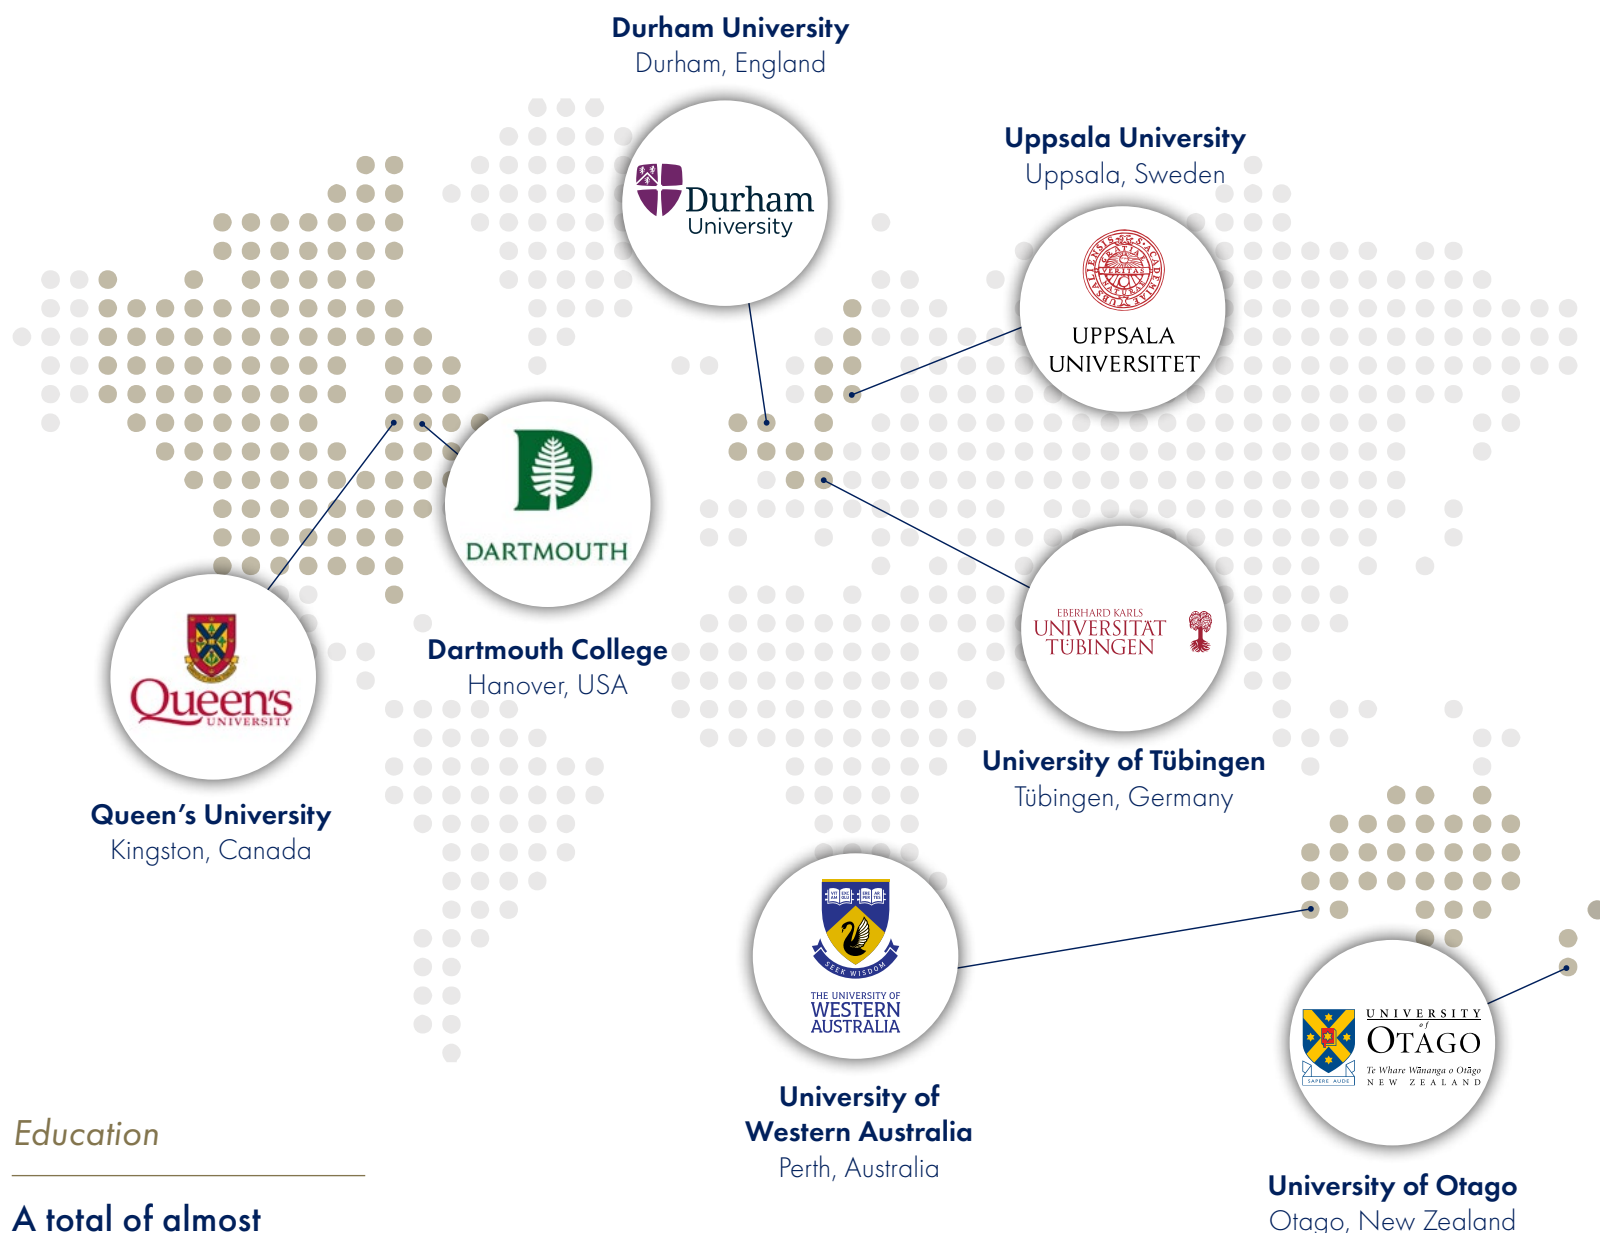 Durham University
Durham, England
Durham
University
Uppsala University
Uppsala, Sweden
VERITAS
UPPSALA
UNIVERSITET
DARTMOUTH
Dartmouth College
Hanover, USA
Queen's
UNIVERSITY
Queen's University
Kingston, Canada
EBERHARD KARLS
UNIVERSITÄT
TÜBINGEN
University of Tübingen
Tübingen, Germany
SEEK WISDOM
THE UNIVERSITY OF
WESTERN
AUSTRALIA
University of
Western Australia
Perth, Australia
UNIVERSITY
of
OTAGO
Te Whare Wānanga o Otāgo
NEW ZEALAND
SAPERE AUDE
University of Otago
Otago, New Zealand
Education
A total of almost